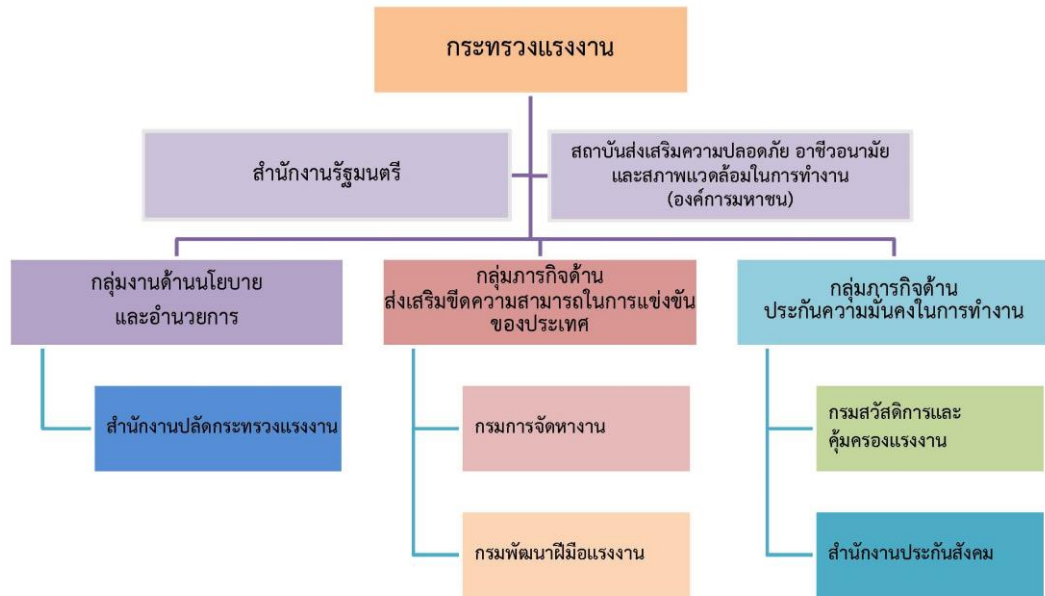 กระทรวงแรงงาน
สำนักงานรัฐมนตรี
สถาบันส่งเสริมความปลอดภัย อาชีวอนามัย
และสภาพแวดล้อมในการทำงาน
(องค์การมหาชน)
กลุ่มงานด้านนโยบาย
และอำนวยการ
กลุ่มภารกิจด้าน
ส่งเสริมขีดความสามารถในการแข่งขัน
ของประเทศ
กลุ่มภารกิจด้าน
ประกันความมั่นคงในการทำงาน
สำนักงานปลัดกระทรวงแรงงาน
กรมการจัดหางาน
กรมสวัสดิการและ
คุ้มครองแรงงาน
กรมพัฒนาฝีมือแรงงาน
สำนักงานประกันสังคม